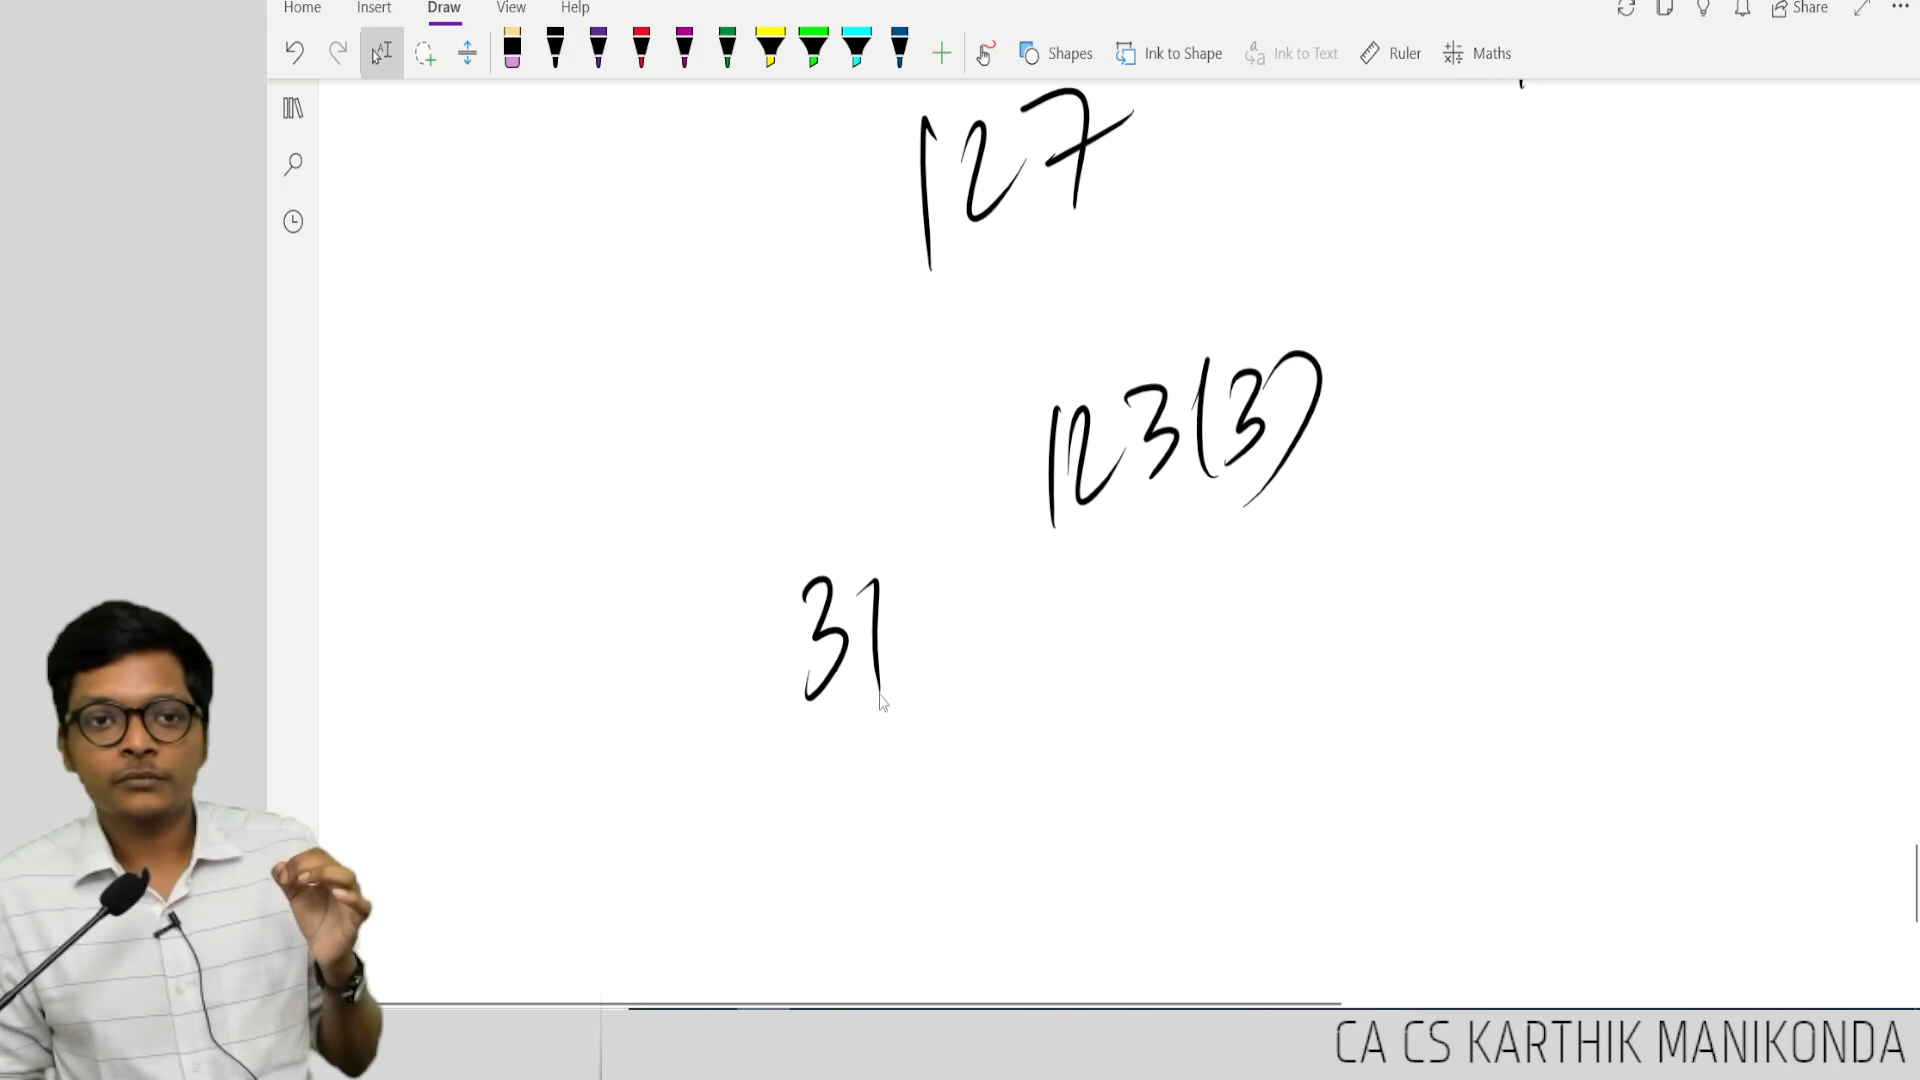 Home Insert Draw View Help Share
Shapes Ink to Shape Ink to Text Ruler Maths
127
123(3)
31
CA CS KARTHIK MANIKONDA